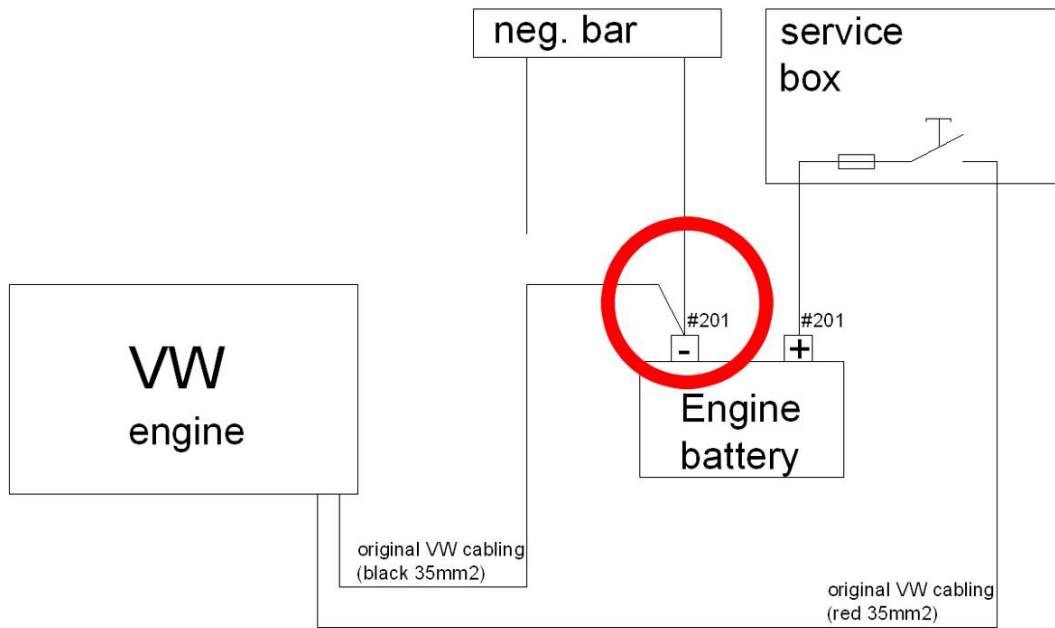 neg. bar
service
box
#201
#201
-
+
VW
engine
Engine
battery
original VW cabling
(black 35mm2)
original VW cabling
(red 35mm2)